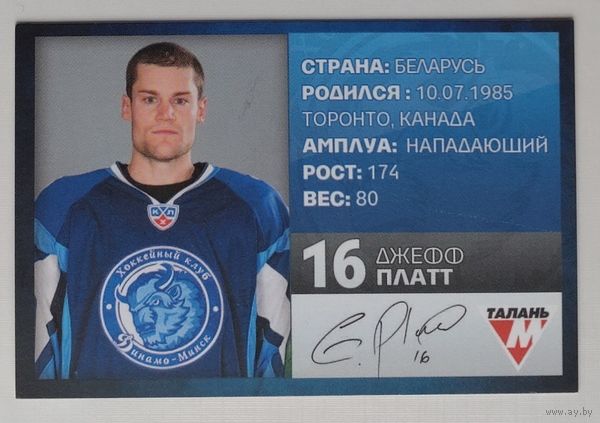 СТРАНА: БЕЛАРУСЬ
РОДИЛСЯ : 10.07.1985
ТОРОНТО, КАНАДА
АМПЛУА: НАПАДАЮЩИЙ
РОСТ: 174
ВЕС: 80
КХЛ
Хоккейный клуб
Динамо-Минск
16 ДЖЕФФ
ПЛАТТ
16
ТАЛАНЬ
М
www.ay.by